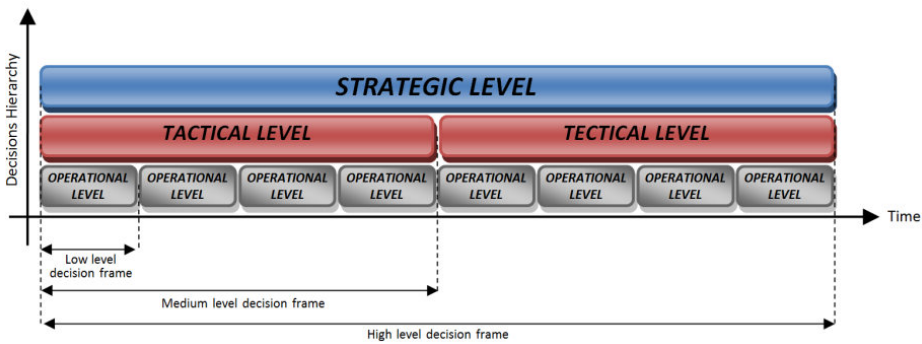 Decisions Hierarchy
STRATEGIC LEVEL
TACTICAL LEVEL
TECTICAL LEVEL
OPERATIONAL
LEVEL
OPERATIONAL
LEVEL
OPERATIONAL
LEVEL
OPERATIONAL
LEVEL
OPERATIONAL
LEVEL
OPERATIONAL
LEVEL
OPERATIONAL
LEVEL
OPERATIONAL
LEVEL
Time
Low level
decision frame
Medium level decision frame
High level decision frame